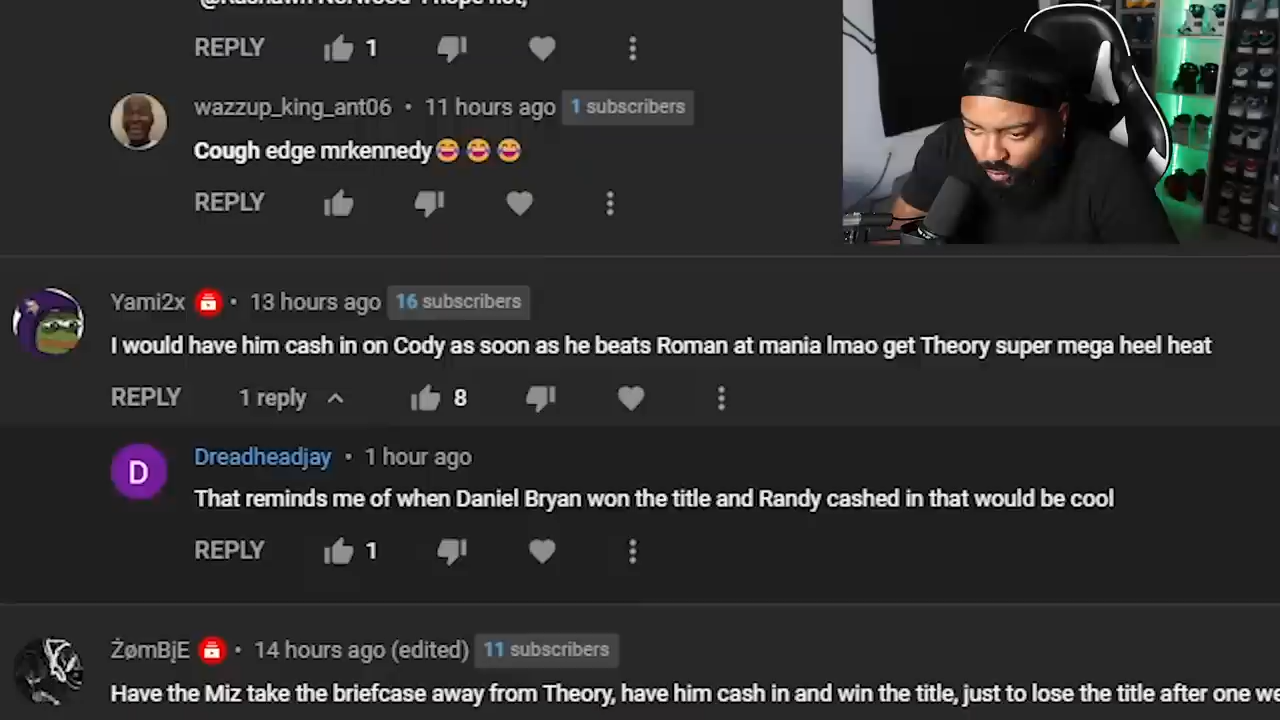 REPLY 1
wazzup_king_ant06 • 11 hours ago 1 subscribers
Cough edge mrkennedy😂😂😂
REPLY
Yami2x • 13 hours ago 16 subscribers
I would have him cash in on Cody as soon as he beats Roman at mania lmao get Theory super mega heel heat
REPLY 1 reply 8
D
Dreadheadjay • 1 hour ago
That reminds me of when Daniel Bryan won the title and Randy cashed in that would be cool
REPLY 1
ŻømBjE • 14 hours ago (edited) 11 subscribers
Have the Miz take the briefcase away from Theory, have him cash in and win the title, just to lose the title after one we